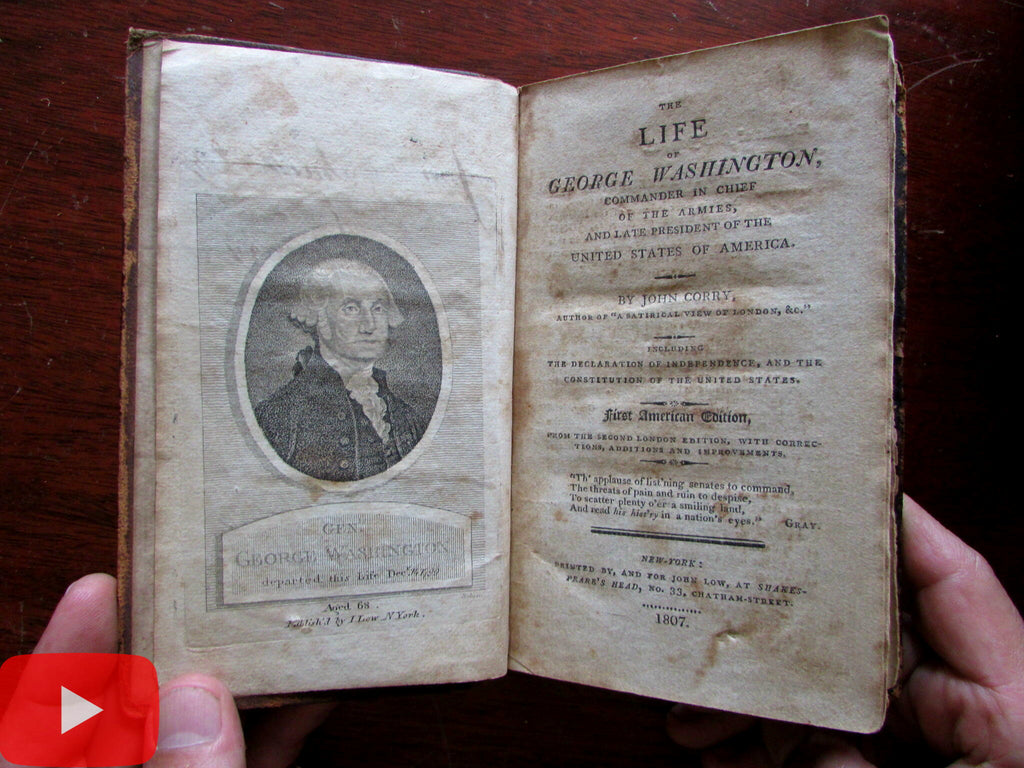 GEN.
GEORGE WASHINGTON
departed this Life Decr. 14. 1799
Aged 68.
Publish'd by I Low N York.
THE
LIFE
OF
GEORGE WASHINGTON,
COMMANDER IN CHIEF
OF THE ARMIES,
AND LATE PRESIDENT OF THE
UNITED STATES OF AMERICA.
BY JOHN CORRY,
AUTHOR OF "A SATIRICAL VIEW OF LONDON, &c."
INCLUDING
THE DECLARATION OF INDEPENDENCE, AND THE
CONSTITUTION OF THE UNITED STATES.
First American Edition,
FROM THE SECOND LONDON EDITION, WITH CORREC-
TIONS, ADDITIONS AND IMPROVEMENTS.
"Th' applause of list'ning senates to command,
The threats of pain and ruin to despise,
To scatter plenty o'er a smiling land,
And read his hist'ry in a nation's eyes." GRAY.
NEW-YORK:
PRINTED BY, AND FOR JOHN LOW, AT SHAKES-
PEARE'S HEAD, NO. 33, CHATHAM-STREET.
1807.